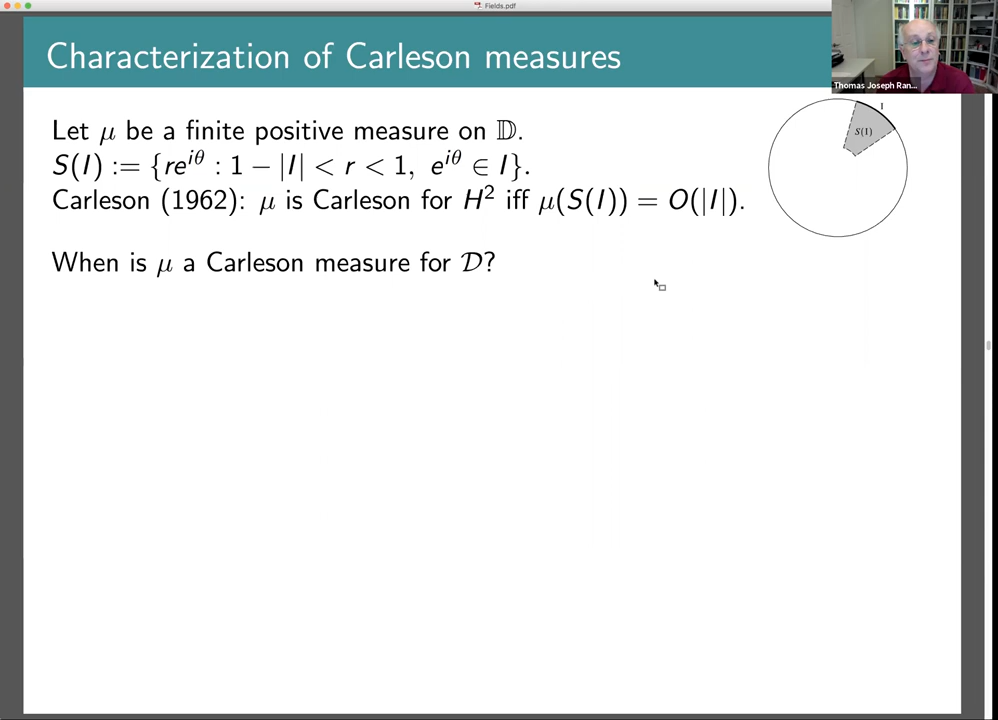 Fields.pdf
Characterization of Carleson measures
Thomas Joseph Ran...
I
S(1)
Let μ be a finite positive measure on 𝔻.
S(I) := {re^{iθ} : 1 − |I| < r < 1, e^{iθ} ∈ I}.
Carleson (1962): μ is Carleson for H² iff μ(S(I)) = O(|I|).
When is μ a Carleson measure for 𝒟?